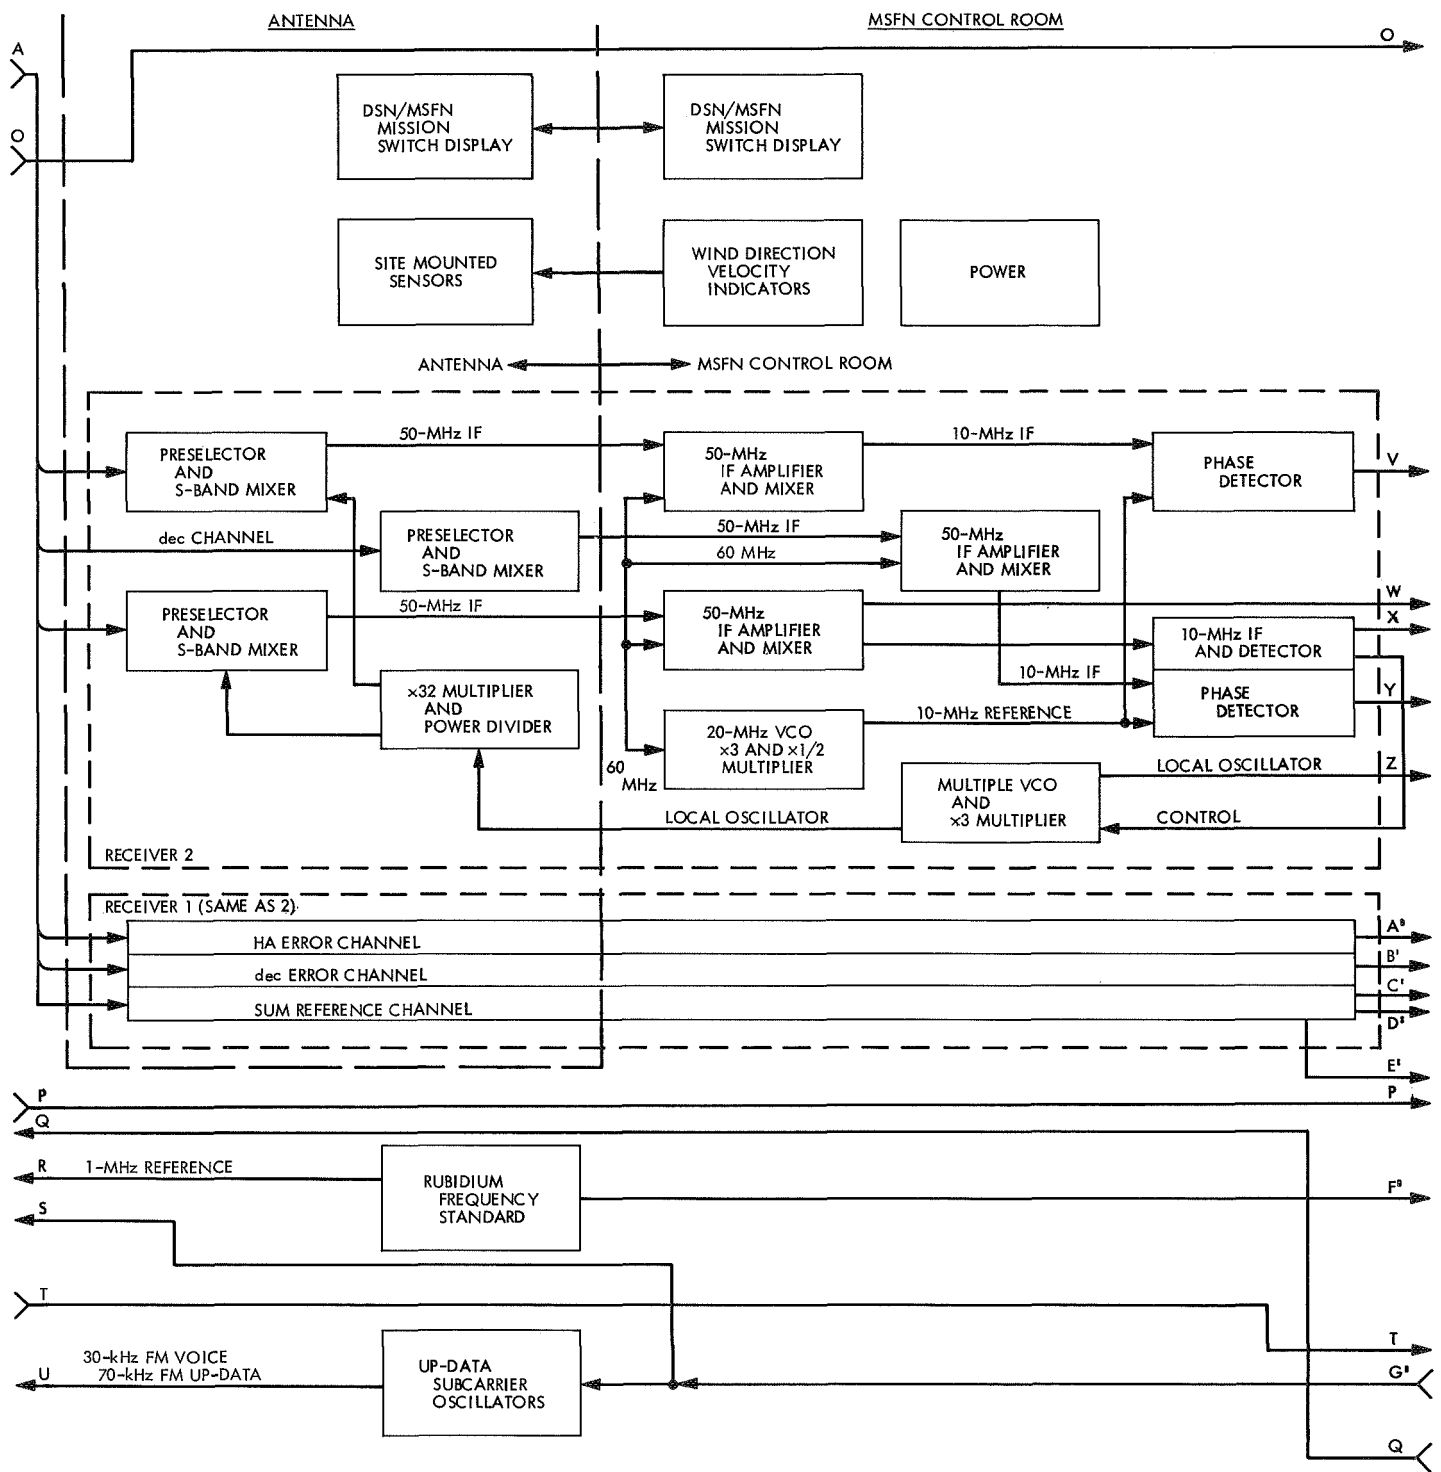 ANTENNA
MSFN CONTROL ROOM
A
O
O
DSN/MSFN
MISSION
SWITCH DISPLAY
DSN/MSFN
MISSION
SWITCH DISPLAY
SITE MOUNTED
SENSORS
WIND DIRECTION
VELOCITY
INDICATORS
POWER
ANTENNA
MSFN CONTROL ROOM
PRESELECTOR
AND
S-BAND MIXER
50-MHz IF
50-MHz
IF AMPLIFIER
AND MIXER
10-MHz IF
PHASE
DETECTOR
V
dec CHANNEL
PRESELECTOR
AND
S-BAND MIXER
50-MHz IF
60 MHz
50-MHz
IF AMPLIFIER
AND MIXER
PRESELECTOR
AND
S-BAND MIXER
50-MHz IF
50-MHz
IF AMPLIFIER
AND MIXER
W
X
10-MHz IF
AND DETECTOR
10-MHz IF
PHASE
DETECTOR
Y
×32 MULTIPLIER
AND
POWER DIVIDER
20-MHz VCO
×3 AND ×1/2
MULTIPLIER
10-MHz REFERENCE
60
MHz
MULTIPLE VCO
AND
×3 MULTIPLIER
LOCAL OSCILLATOR
Z
LOCAL OSCILLATOR
CONTROL
RECEIVER 2
RECEIVER 1 (SAME AS 2)
HA ERROR CHANNEL
A'
dec ERROR CHANNEL
B'
SUM REFERENCE CHANNEL
C'
D'
E'
P
P
Q
R
1-MHz REFERENCE
RUBIDIUM
FREQUENCY
STANDARD
F'
S
T
T
U
30-kHz FM VOICE
70-kHz FM UP-DATA
UP-DATA
SUBCARRIER
OSCILLATORS
G'
Q